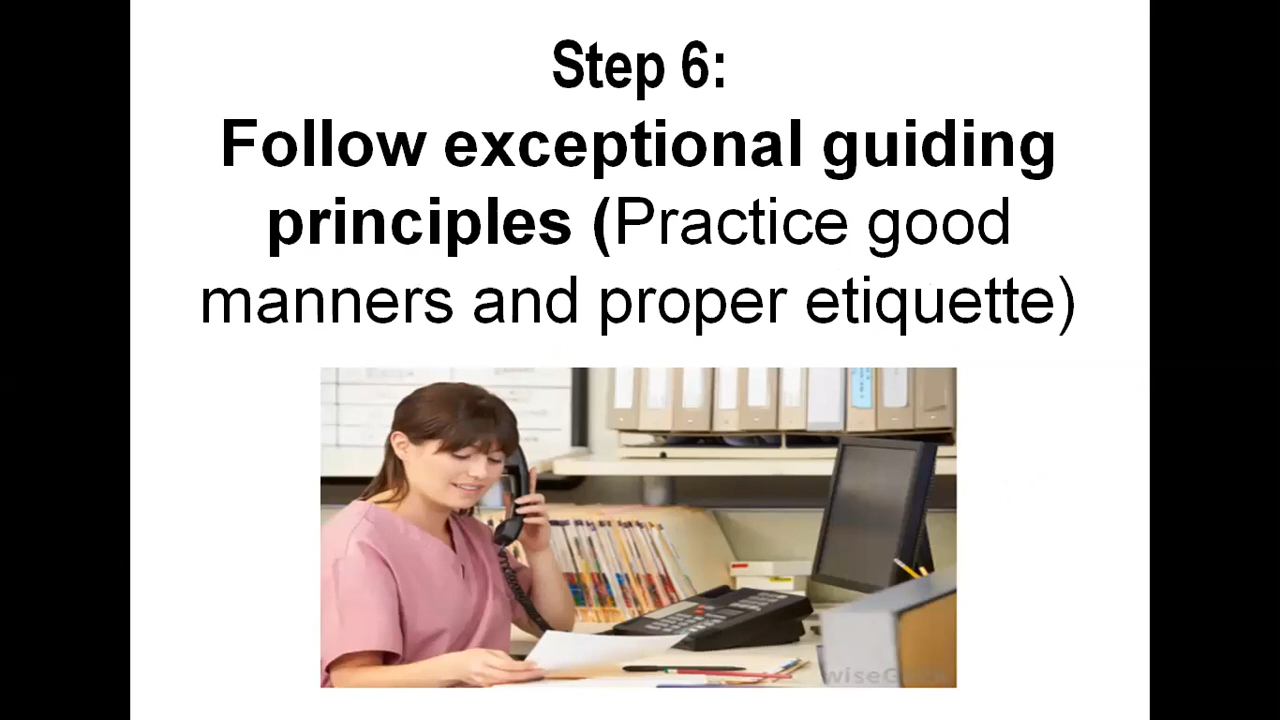 Step 6:
Follow exceptional guiding
principles (Practice good
manners and proper etiquette)